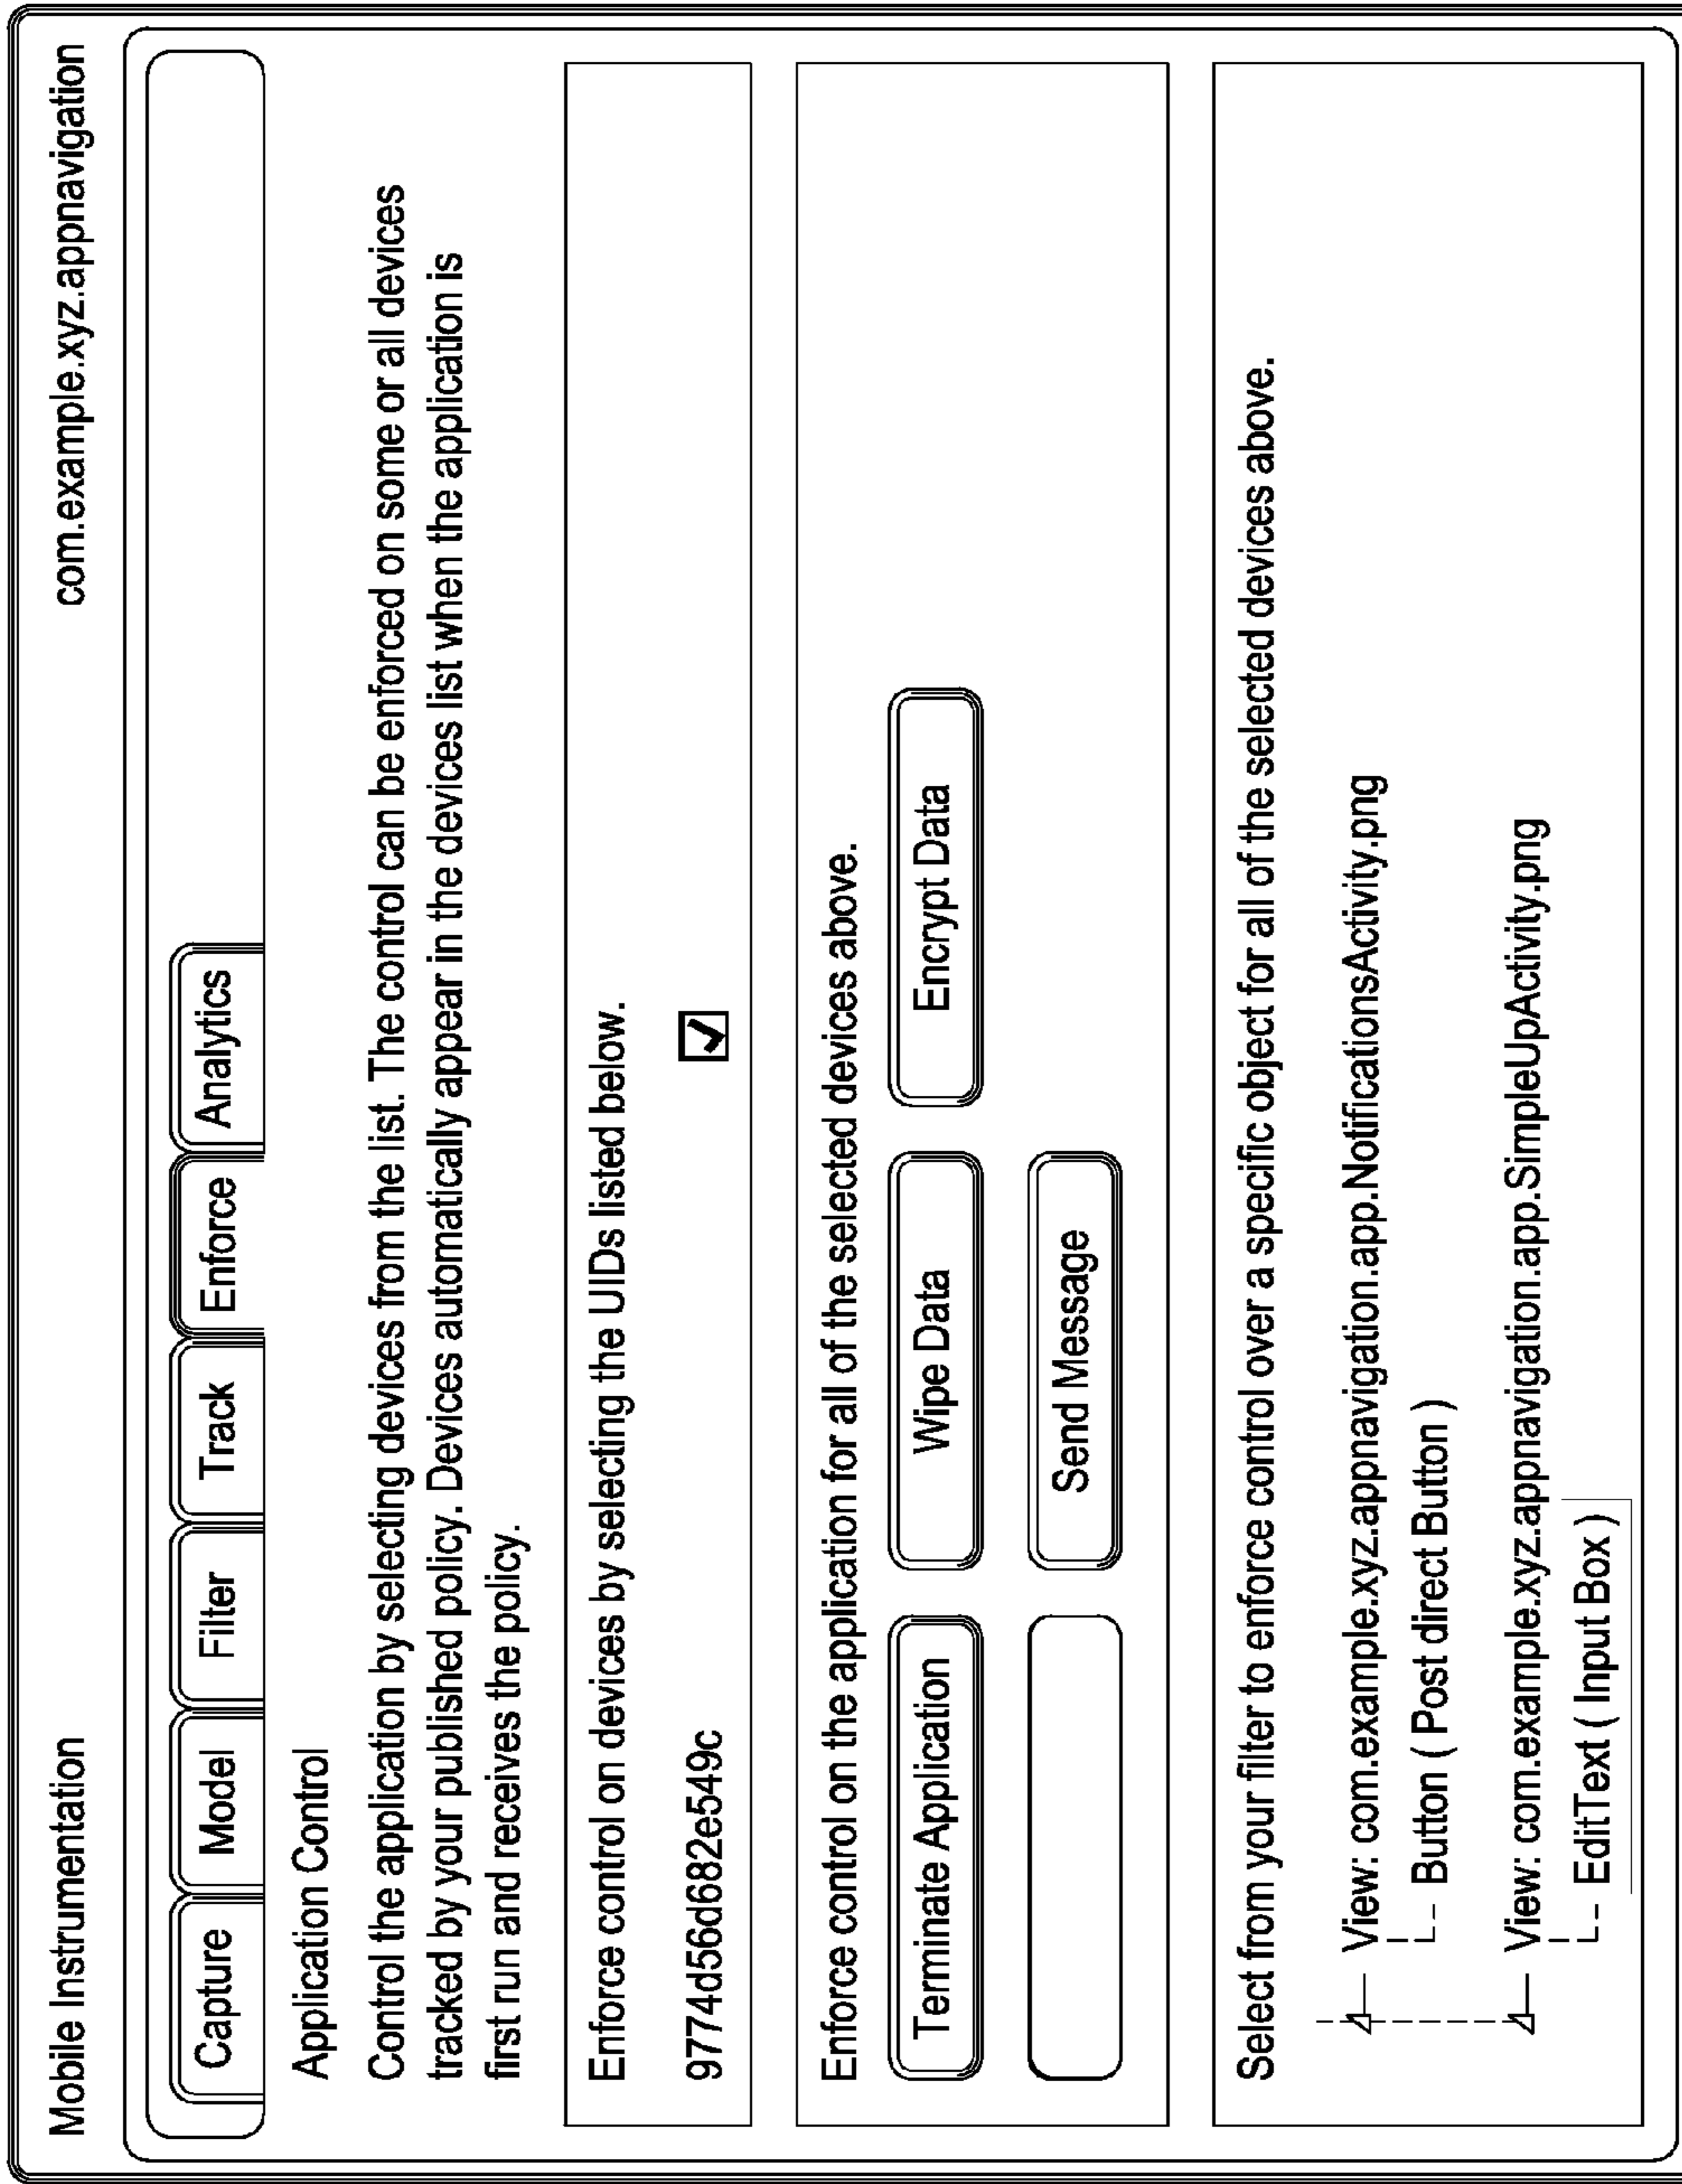 Mobile Instrumentation com.example.xyz.appnavigation
Capture Model Filter Track Enforce Analytics
Application Control
Control the application by selecting devices from the list. The control can be enforced on some or all devices
tracked by your published policy. Devices automatically appear in the devices list when the application is
first run and receives the policy.
Enforce control on devices by selecting the UIDs listed below.
9774d56d682e549c
Enforce control on the application for all of the selected devices above.
Terminate Application Wipe Data Encrypt Data
Send Message
Select from your filter to enforce control over a specific object for all of the selected devices above.
View: com.example.xyz.appnavigation.app.NotificationsActivity.png
Button ( Post direct Button )
View: com.example.xyz.appnavigation.app.SimpleUpActivity.png
EditText ( Input Box )